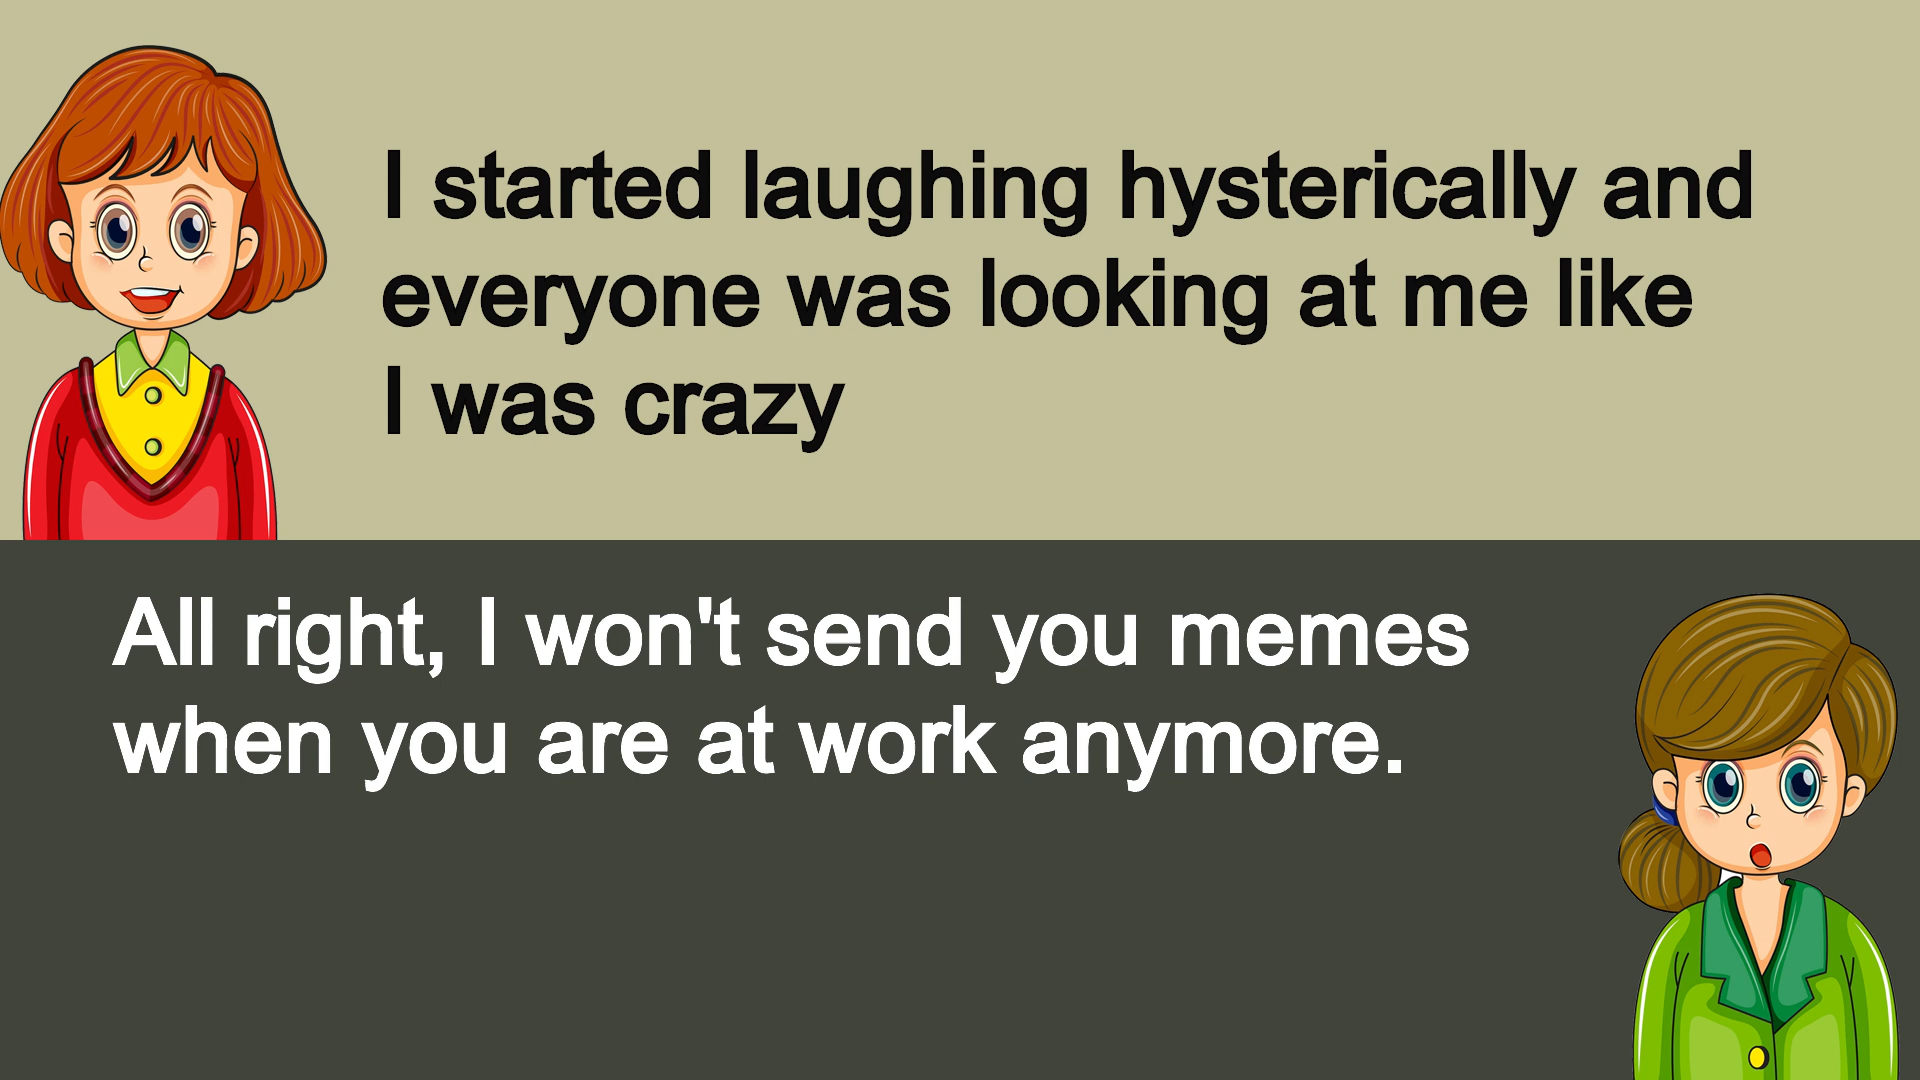 I started laughing hysterically and
everyone was looking at me like
I was crazy
All right, I won't send you memes
when you are at work anymore.